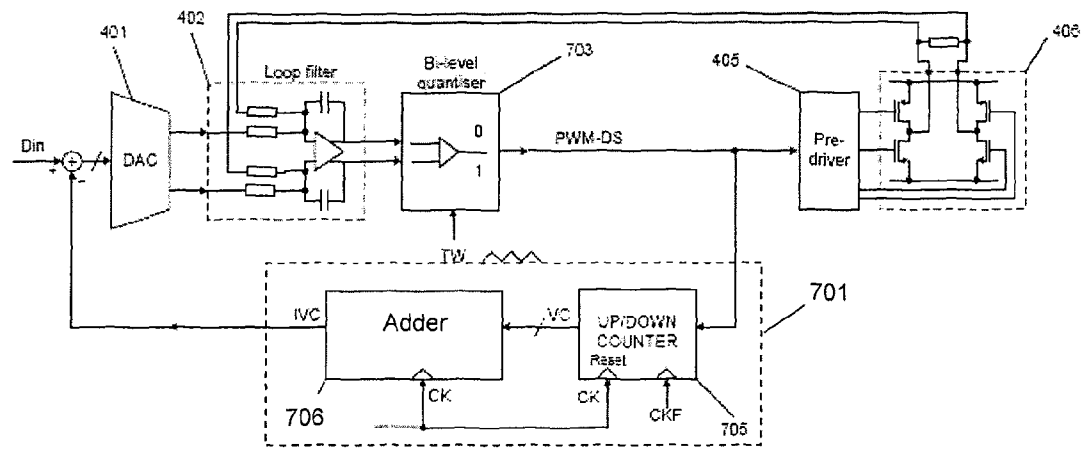 401
402
Loop filter
Bi-level
quantiser
703
405
406
Din
+
-
DAC
0
1
PWM-DS
Pre-
driver
TW
701
IVC
Adder
VC
UP/DOWN
COUNTER
Reset
CK
CK
CKF
706
705